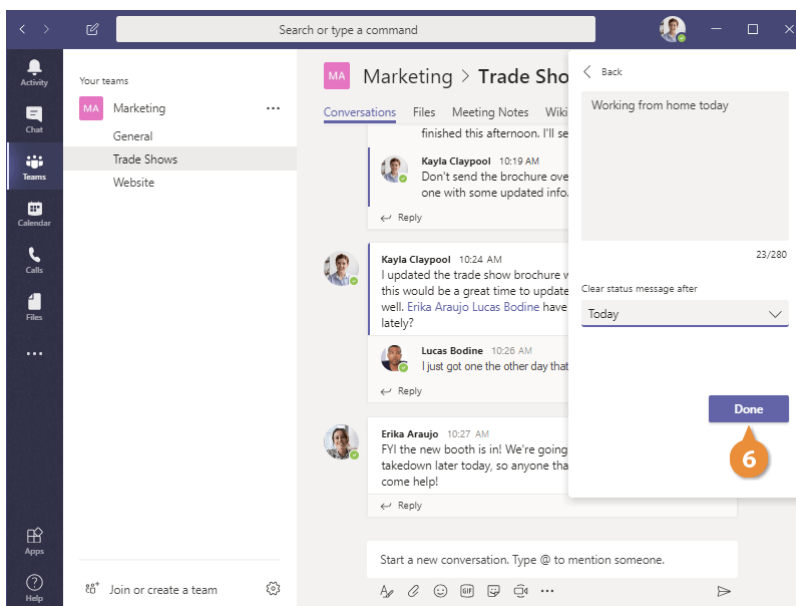 Search or type a command
Activity
Chat
Teams
Calendar
Calls
Files
Apps
Help
Your teams
MA Marketing
General
Trade Shows
Website
Join or create a team
MA Marketing > Trade Sho
Conversations Files Meeting Notes Wiki
finished this afternoon. I'll se
Kayla Claypool 10:19 AM
Don't send the brochure ove
one with some updated info.
Reply
Kayla Claypool 10:24 AM
I updated the trade show brochure w
this would be a great time to update
well. Erika Araujo Lucas Bodine have
lately?
Lucas Bodine 10:26 AM
I just got one the other day that
Reply
Erika Araujo 10:27 AM
FYI the new booth is in! We're going
takedown later today, so anyone tha
come help!
Reply
Start a new conversation. Type @ to mention someone.
GIF
Back
Working from home today
23/280
Clear status message after
Today
Done
6